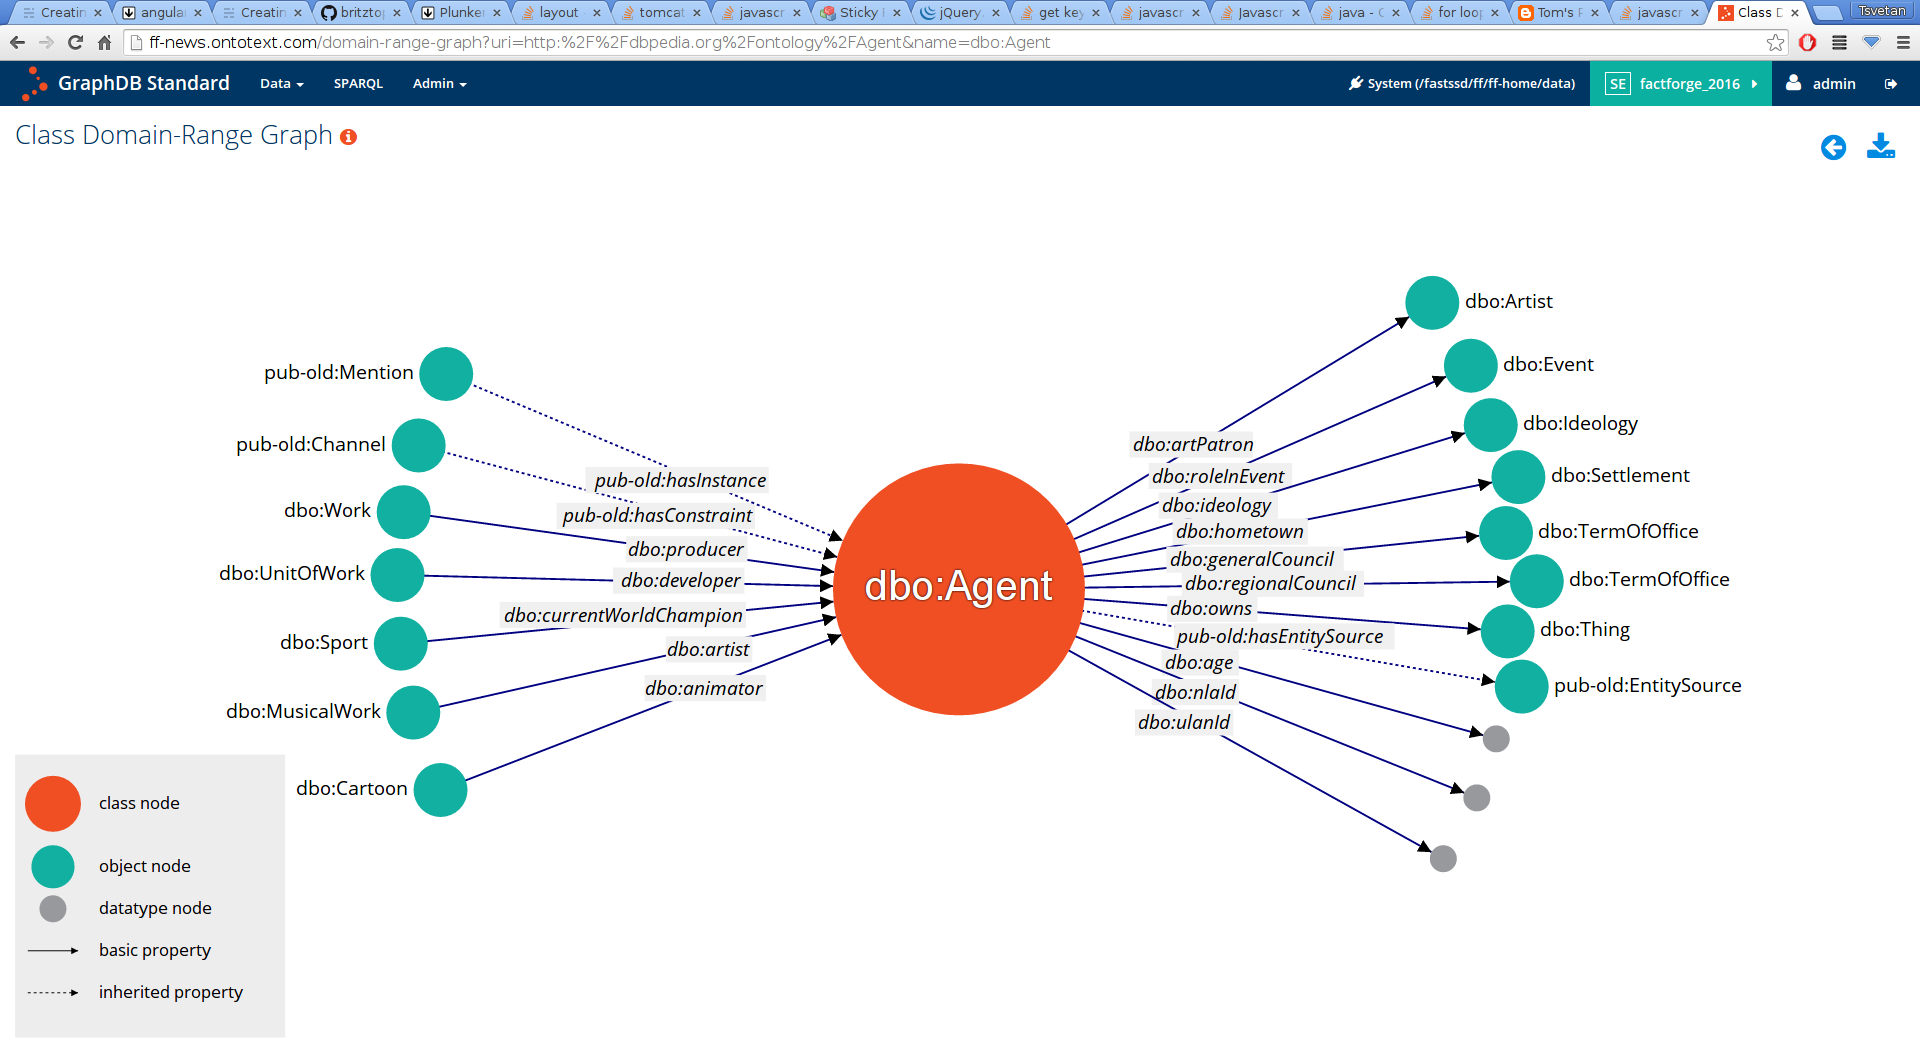 Creatin
angula
Creatin
britzto
Plunke
layout
tomcat
javascr
Sticky
jQuery
get key
javascr
Javascr
java - C
for loo
Tom's
javascr
Class D
Tsvetan
ff-news.ontotext.com/domain-range-graph?uri=http:%2F%2Fdbpedia.org%2Fontology%2FAgent&name=dbo:Agent
GraphDB Standard
Data
SPARQL
Admin
System (/fastssd/ff/ff-home/data)
SE factforge_2016
admin
Class Domain-Range Graph
dbo:Artist
dbo:Event
pub-old:Mention
dbo:Ideology
pub-old:Channel
dbo:artPatron
dbo:Settlement
pub-old:hasInstance
dbo:roleInEvent
dbo:Work
dbo:ideology
pub-old:hasConstraint
dbo:hometown
dbo:TermOfOffice
dbo:producer
dbo:generalCouncil
dbo:UnitOfWork
dbo:developer
dbo:Agent
dbo:regionalCouncil
dbo:TermOfOffice
dbo:currentWorldChampion
dbo:owns
dbo:Thing
dbo:Sport
dbo:artist
pub-old:hasEntitySource
dbo:age
dbo:animator
dbo:nlaId
pub-old:EntitySource
dbo:MusicalWork
dbo:ulanId
dbo:Cartoon
class node
object node
datatype node
basic property
inherited property